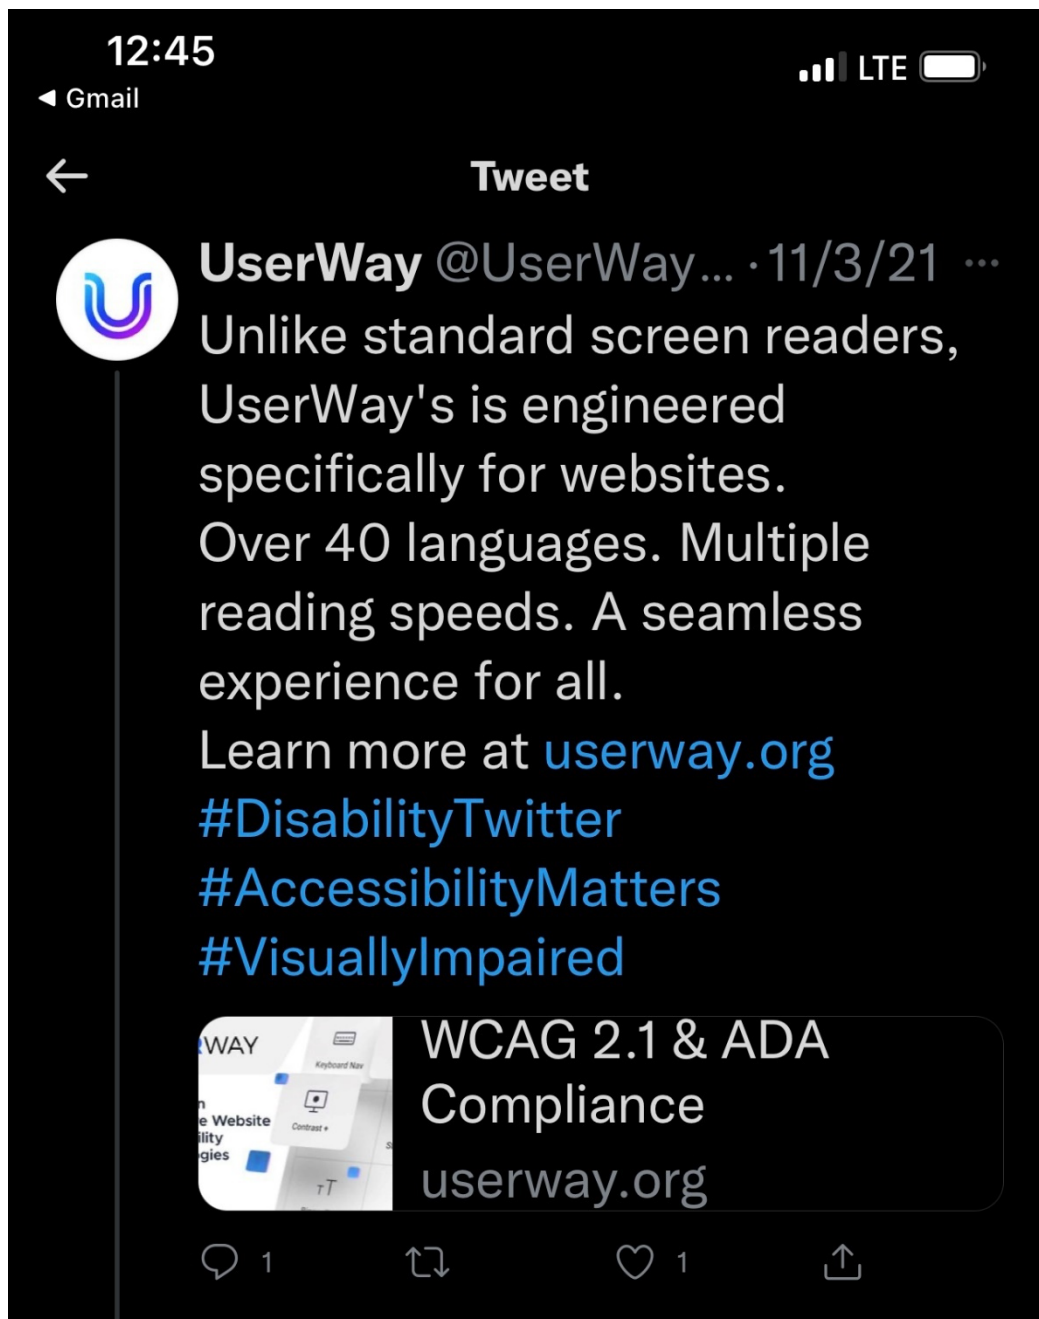 12:45
LTE
◀ Gmail
Tweet
UserWay @UserWay... · 11/3/21 ...
Unlike standard screen readers,
UserWay's is engineered
specifically for websites.
Over 40 languages. Multiple
reading speeds. A seamless
experience for all.
Learn more at userway.org
#DisabilityTwitter
#AccessibilityMatters
#VisuallyImpaired
WAY
Keyboard Nav
Contrast +
e Website
ility
gies
TT
WCAG 2.1 & ADA
Compliance
userway.org
1
1